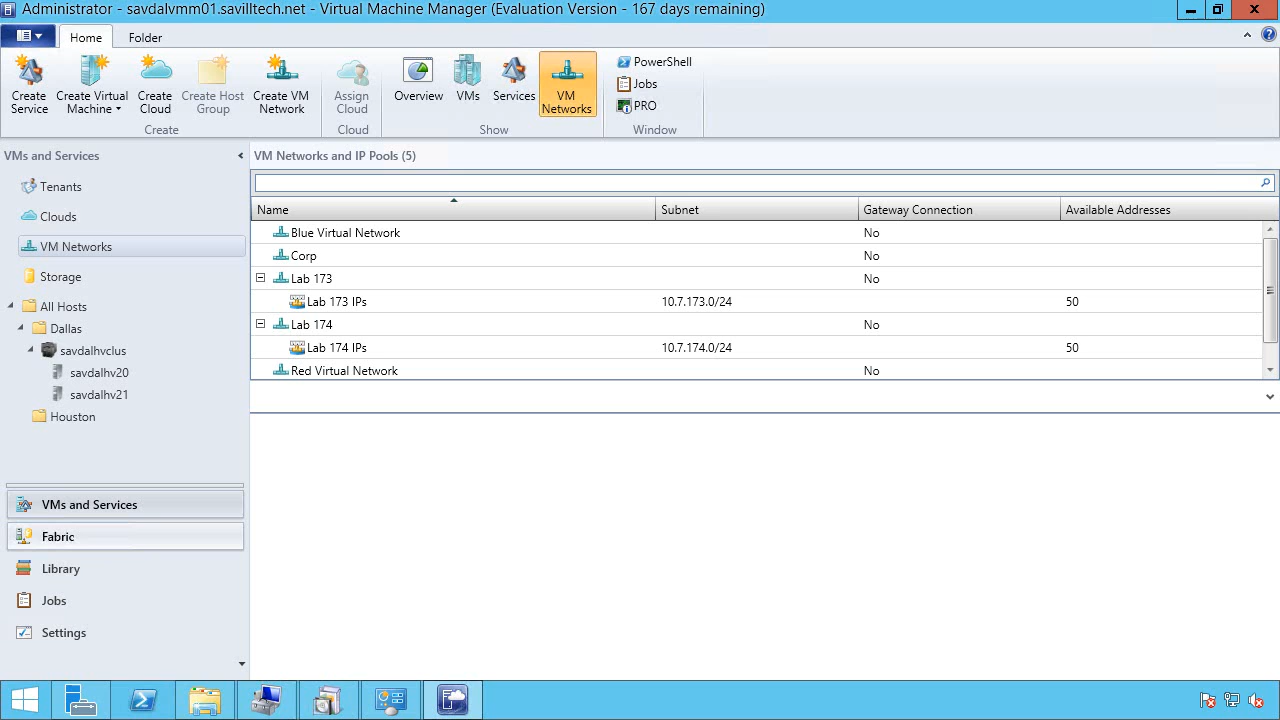 Administrator - savdalvmm01.savilltech.net - Virtual Machine Manager (Evaluation Version - 167 days remaining)
Home Folder
Create Service
Create Virtual Machine
Create Cloud
Create Host Group
Create VM Network
Assign Cloud
Overview
VMs
Services
VM Networks
PowerShell
Jobs
PRO
Create Cloud Show Window
VMs and Services
VM Networks and IP Pools (5)
Tenants
Clouds
VM Networks
Storage
All Hosts
Dallas
savdalhvclus
savdalhv20
savdalhv21
Houston
VMs and Services
Fabric
Library
Jobs
Settings
Name Subnet Gateway Connection Available Addresses
Blue Virtual Network No
Corp No
Lab 173 No
Lab 173 IPs 10.7.173.0/24 50
Lab 174 No
Lab 174 IPs 10.7.174.0/24 50
Red Virtual Network No